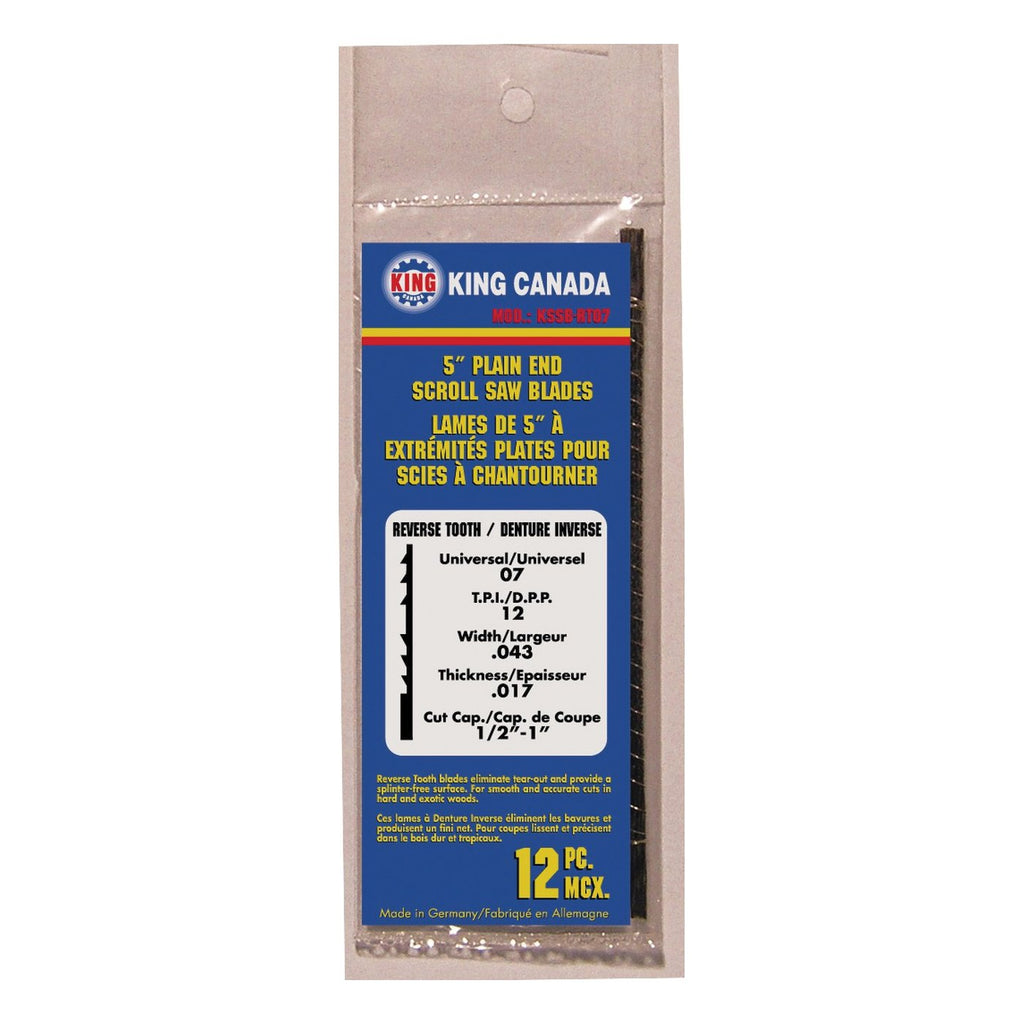 KING
CANADA
KING CANADA
MOD.: KSSB-RT07
5" PLAIN END
SCROLL SAW BLADES
LAMES DE 5" À
EXTRÉMITÉS PLATES POUR
SCIES À CHANTOURNER
REVERSE TOOTH / DENTURE INVERSE
Universal/Universel
07
T.P.I./D.P.P.
12
Width/Largeur
.043
Thickness/Epaisseur
.017
Cut Cap./Cap. de Coupe
1/2"-1"
Reverse Tooth blades eliminate tear-out and provide a
splinter-free surface. For smooth and accurate cuts in
hard and exotic woods.
Ces lames à Denture Inverse éliminent les bavures et
produisent un fini net. Pour coupes lissent et précisent
dans le bois dur et tropicaux.
12 PC.
MCX.
Made in Germany/Fabriqué en Allemagne